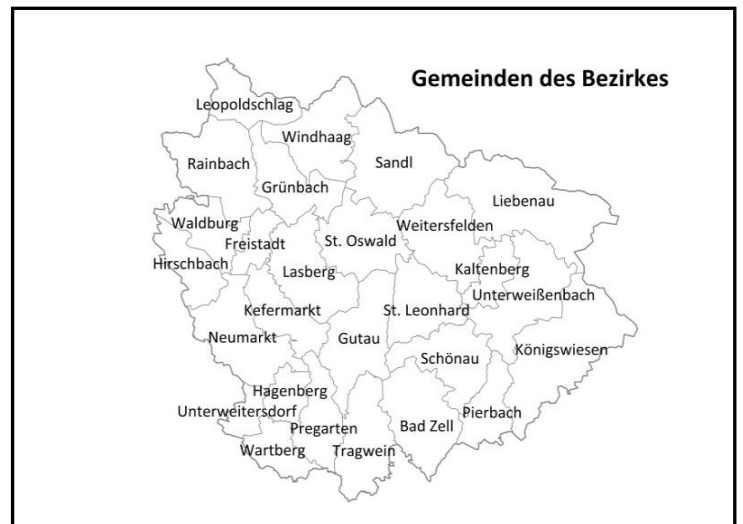 Gemeinden des Bezirkes
Leopoldschlag
Windhaag
Rainbach
Sandl
Grünbach
Liebenau
Waldburg
Weitersfelden
Freistadt
St. Oswald
Hirschbach
Lasberg
Kaltenberg
Unterweißenbach
Kefermarkt
St. Leonhard
Neumarkt
Gutau
Königswiesen
Schönau
Hagenberg
Unterweitersdorf
Pierbach
Pregarten
Bad Zell
Wartberg
Tragwein